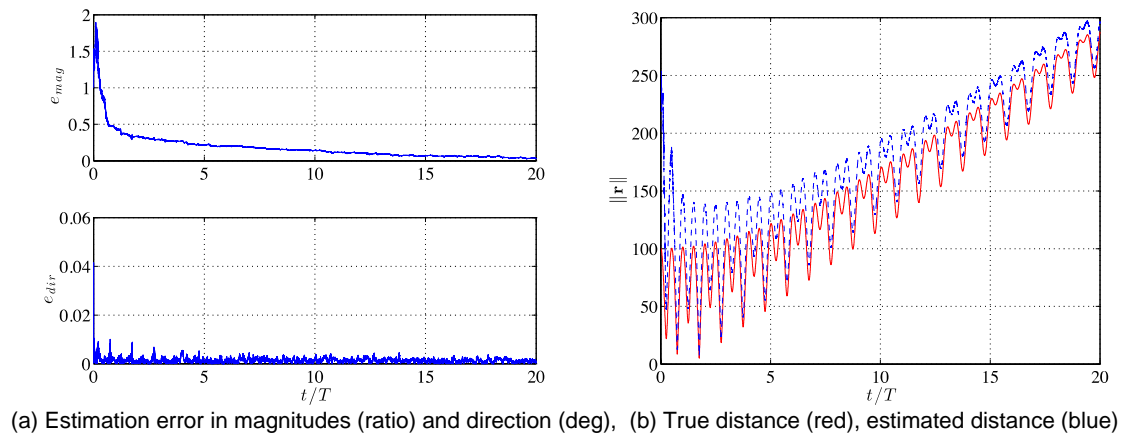 2
1.5
1
0.5
0
e_mag
0 5 10 15 20
0.06
0.04
0.02
0
e_dir
0 5 10 15 20
t/T
300
250
200
150
100
50
0
‖r‖
0 5 10 15 20
t/T
(a) Estimation error in magnitudes (ratio) and direction (deg), (b) True distance (red), estimated distance (blue)